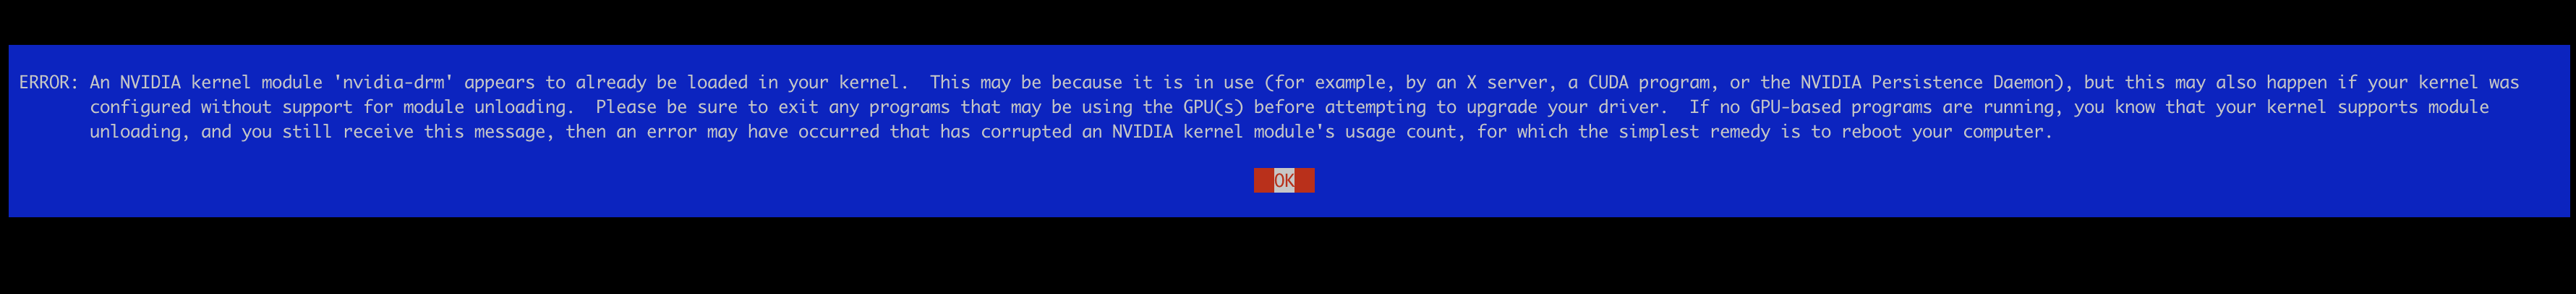 ERROR: An NVIDIA kernel module 'nvidia-drm' appears to already be loaded in your kernel.  This may be because it is in use (for example, by an X server, a CUDA program, or the NVIDIA Persistence Daemon), but this may also happen if your kernel was
configured without support for module unloading.  Please be sure to exit any programs that may be using the GPU(s) before attempting to upgrade your driver.  If no GPU-based programs are running, you know that your kernel supports module
unloading, and you still receive this message, then an error may have occurred that has corrupted an NVIDIA kernel module's usage count, for which the simplest remedy is to reboot your computer.
OK